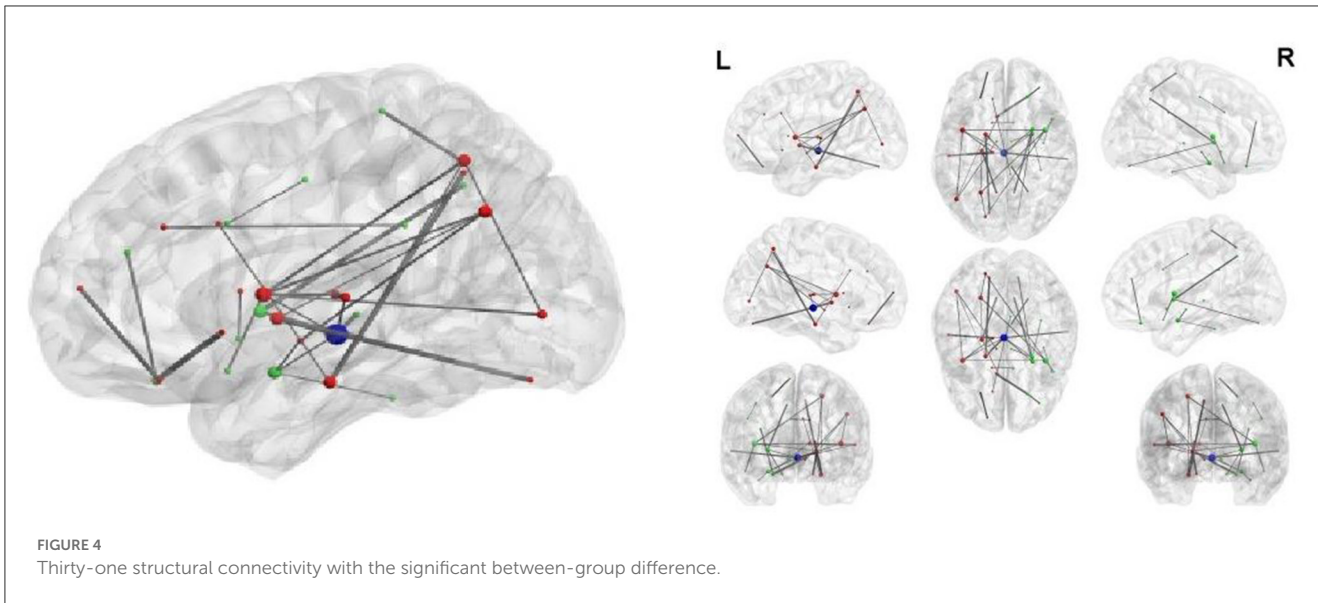 L
R
FIGURE 4
Thirty-one structural connectivity with the significant between-group difference.